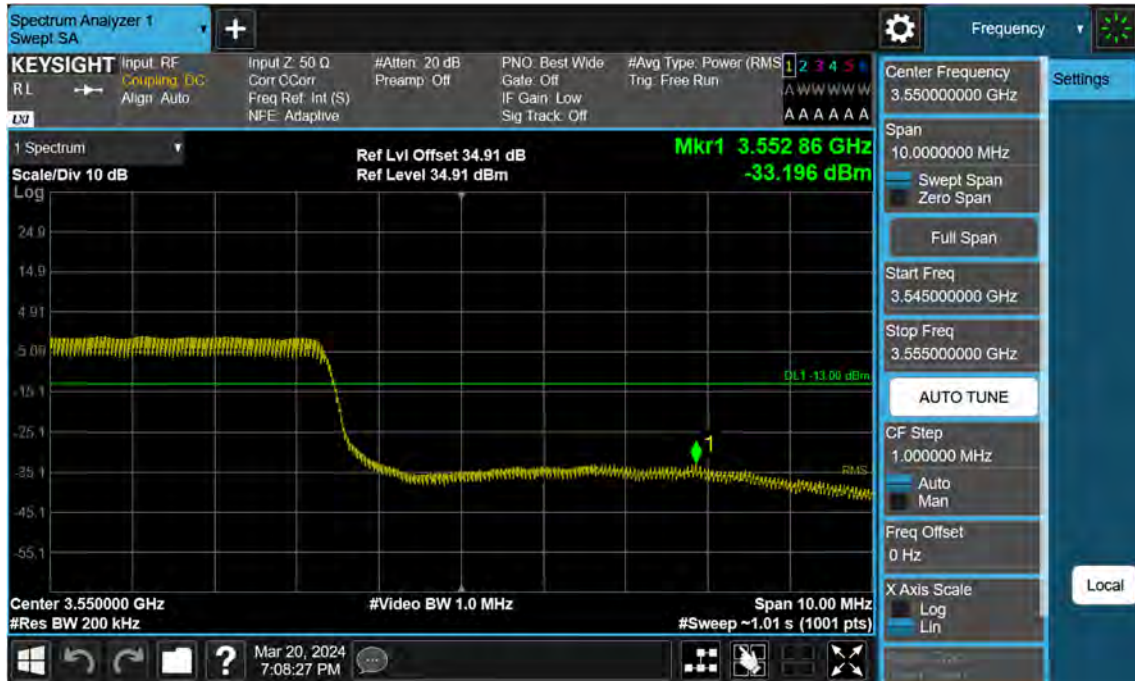 Spectrum Analyzer 1
Swept SA
+
Frequency
KEYSIGHT
RL
LXI
Input: RF
Coupling: DC
Align: Auto
Input Z: 50 Ω
Corr CCorr
Freq Ref: Int (S)
NFE: Adaptive
#Atten: 20 dB
Preamp: Off
PNO: Best Wide
Gate: Off
IF Gain: Low
Sig Track: Off
#Avg Type: Power (RMS
Trig: Free Run
1 2 3 4 5 6
A W W W W W
A A A A A A
1 Spectrum
Scale/Div 10 dB
Ref Lvl Offset 34.91 dB
Ref Level 34.91 dBm
Mkr1 3.552 86 GHz
-33.196 dBm
Log
24.9
14.9
4.91
-5.09
-15.1
-25.1
-35.1
-45.1
-55.1
DL1 -13.00 dBm
1
RMS
Center 3.550000 GHz
#Res BW 200 kHz
#Video BW 1.0 MHz
Span 10.00 MHz
#Sweep ~1.01 s (1001 pts)
?
Mar 20, 2024
7:08:27 PM
Center Frequency
3.550000000 GHz
Span
10.0000000 MHz
Swept Span
Zero Span
Full Span
Start Freq
3.545000000 GHz
Stop Freq
3.555000000 GHz
AUTO TUNE
CF Step
1.000000 MHz
Auto
Man
Freq Offset
0 Hz
X Axis Scale
Log
Lin
Settings
Local